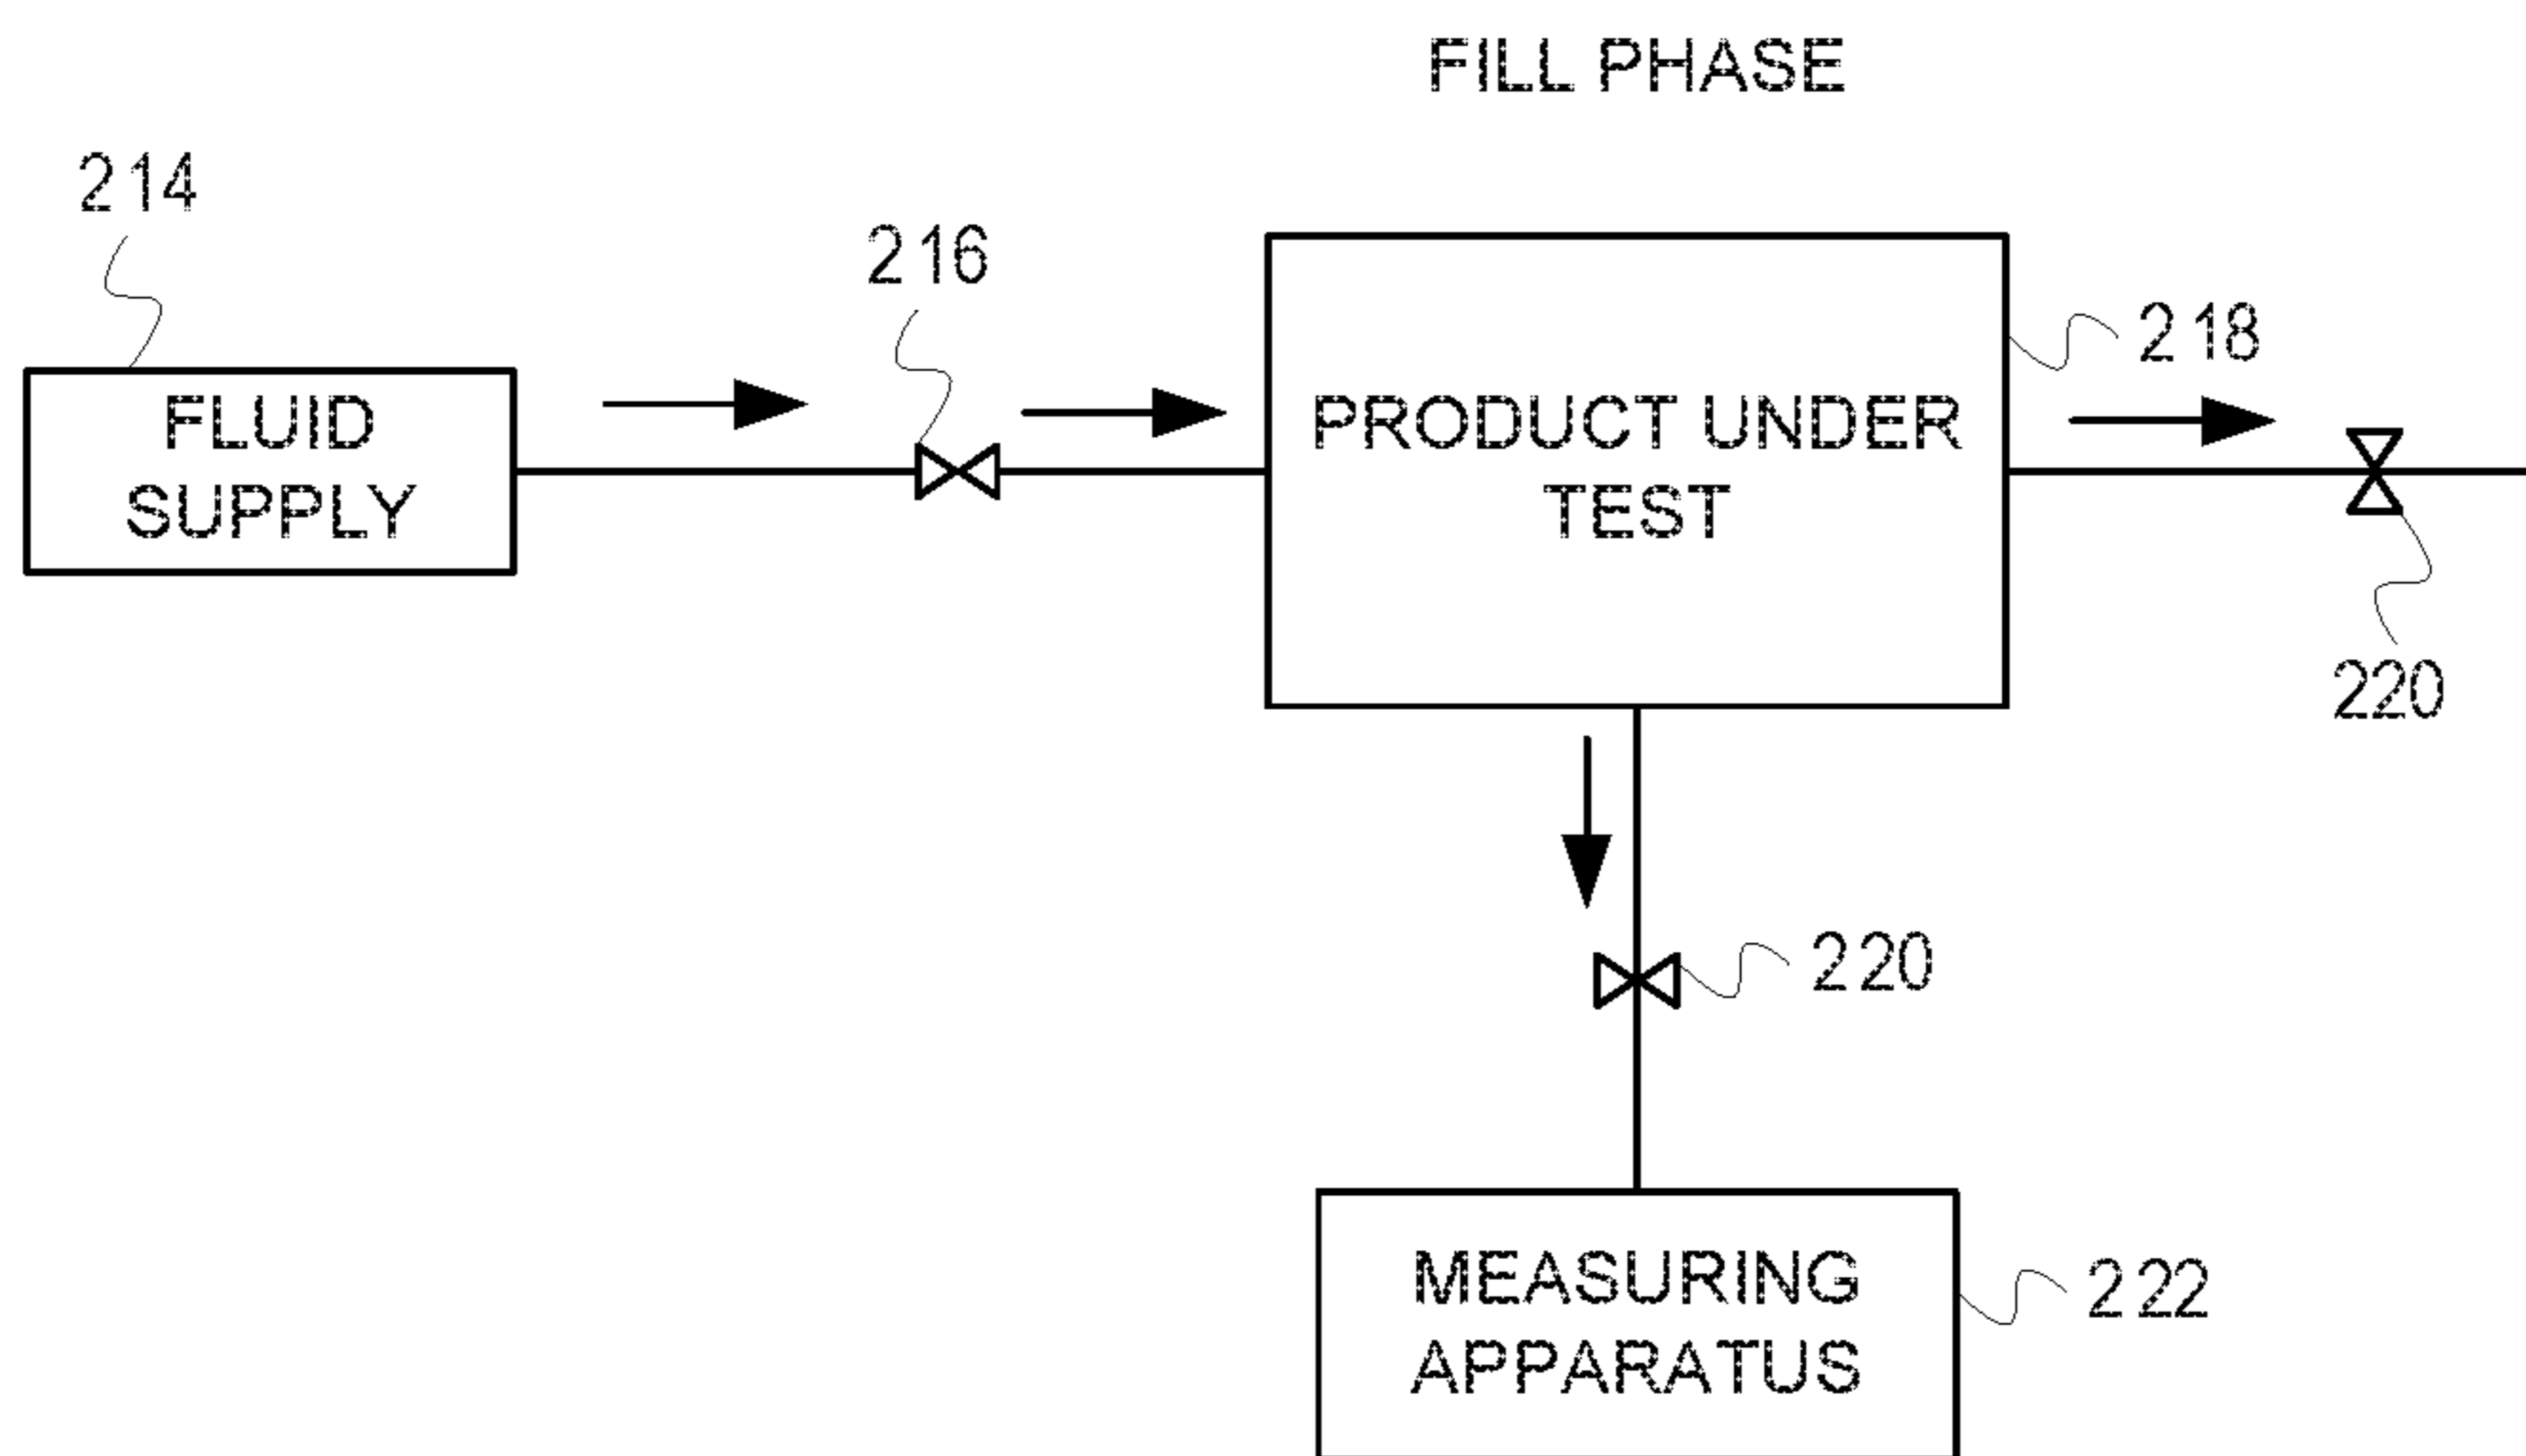 FILL PHASE
214
216
218
FLUID
SUPPLY
PRODUCT UNDER
TEST
220
220
222
MEASURING
APPARATUS